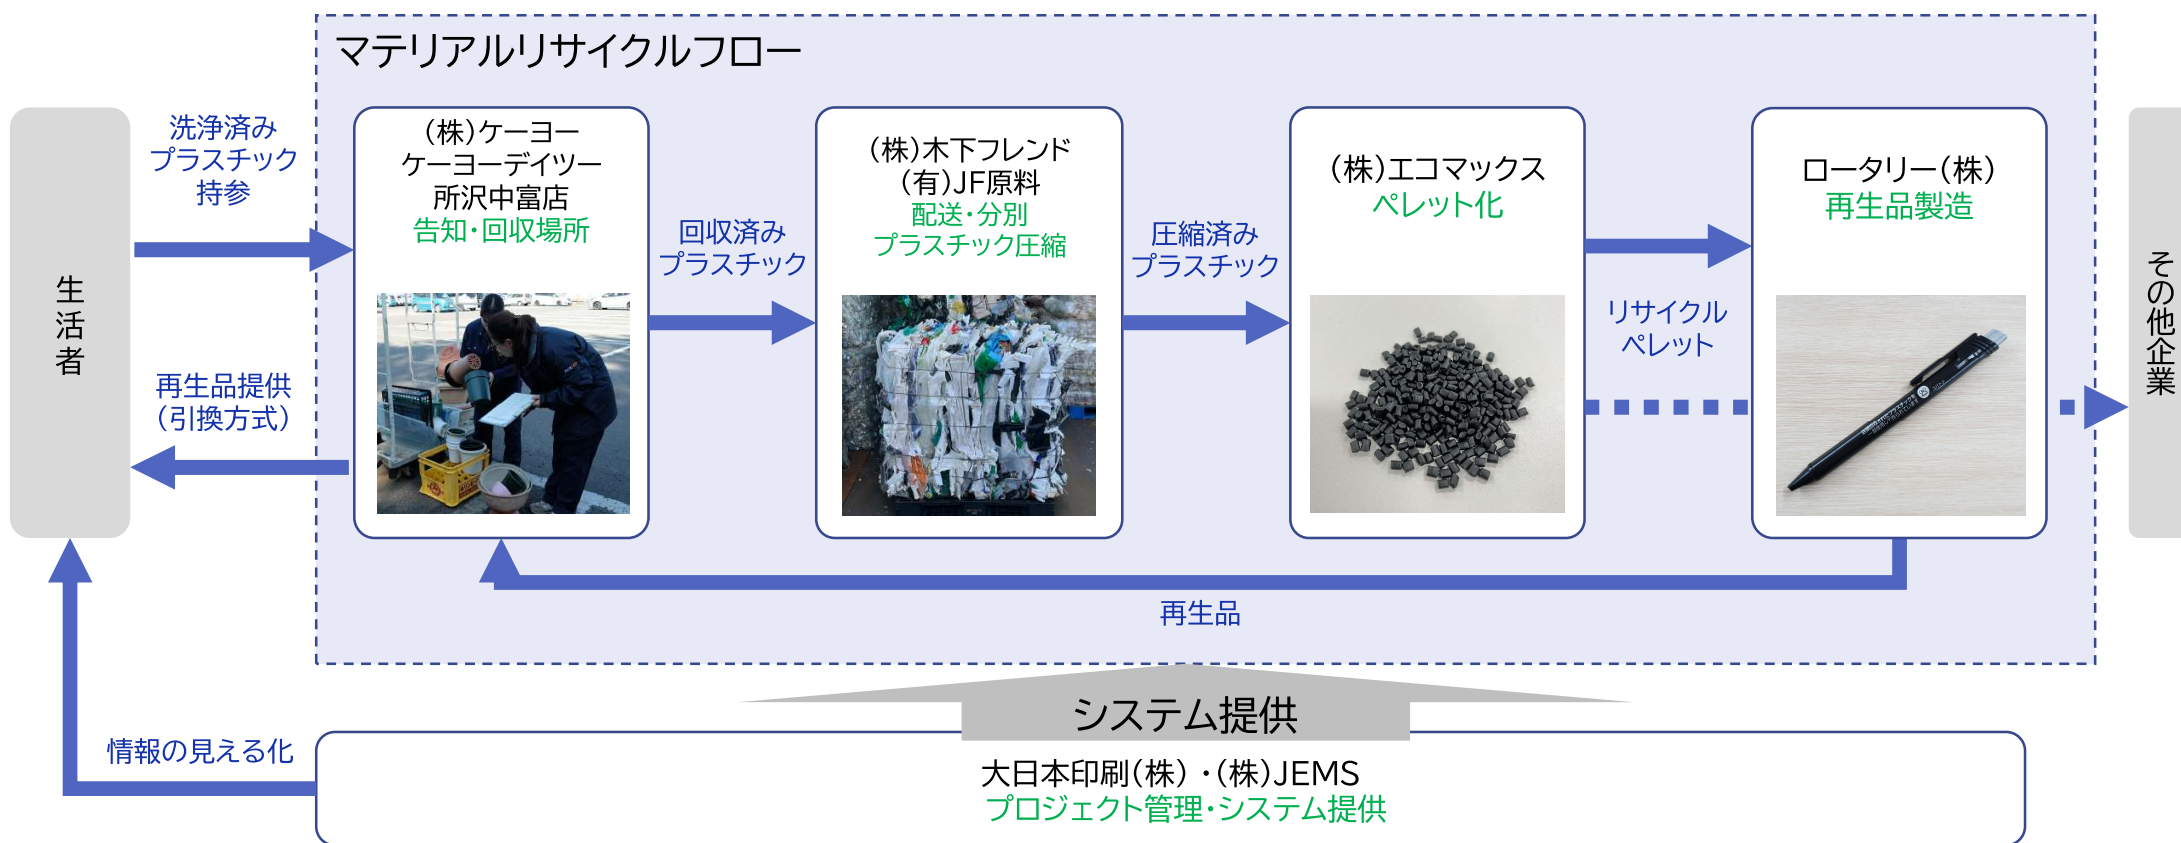 マテリアルリサイクルフロー
生活者
洗浄済み
プラスチック
持参
再生品提供
（引換方式）
（株）ケーヨー
ケーヨーデイツー
所沢中富店
告知・回収場所
回収済み
プラスチック
（株）木下フレンド
（有）JF原料
配送・分別
プラスチック圧縮
圧縮済み
プラスチック
（株）エコマックス
ペレット化
リサイクル
ペレット
ロータリー（株）
再生品製造
その他企業
再生品
システム提供
情報の見える化
大日本印刷（株）・（株）JEMS
プロジェクト管理・システム提供